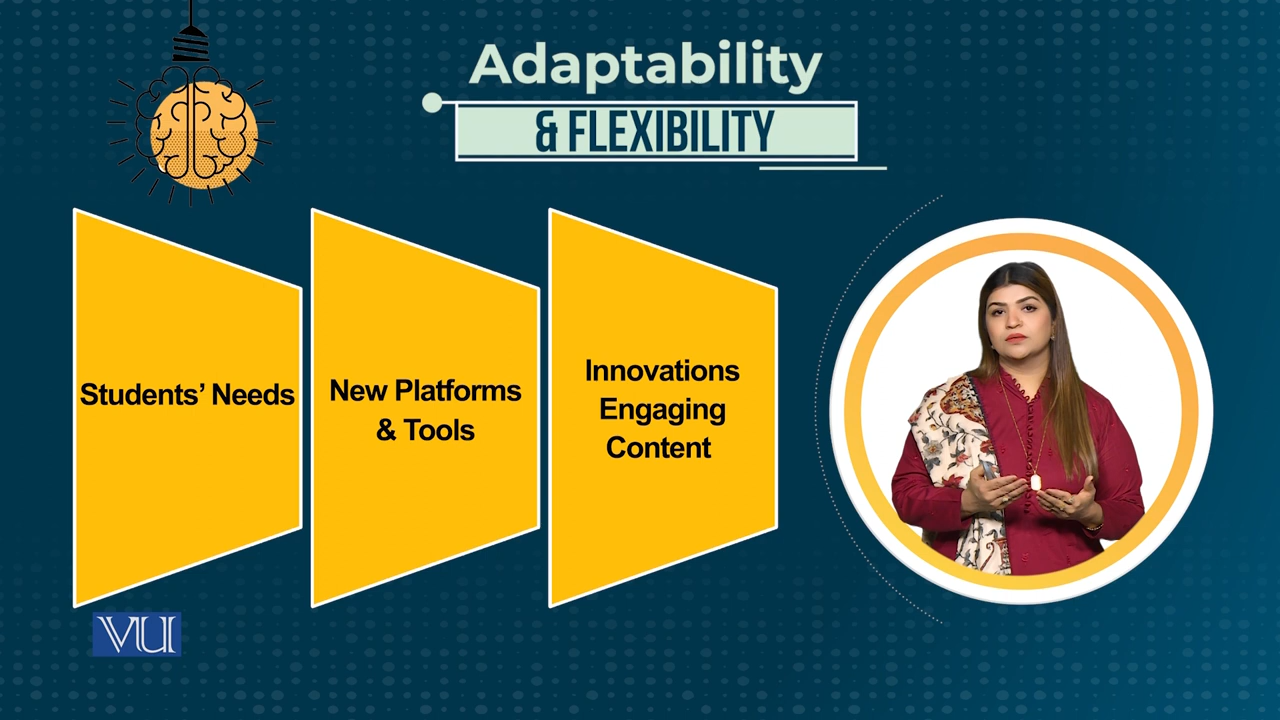 Adaptability
& FLEXIBILITY
Students’ Needs
New Platforms
& Tools
Innovations
Engaging
Content
VU